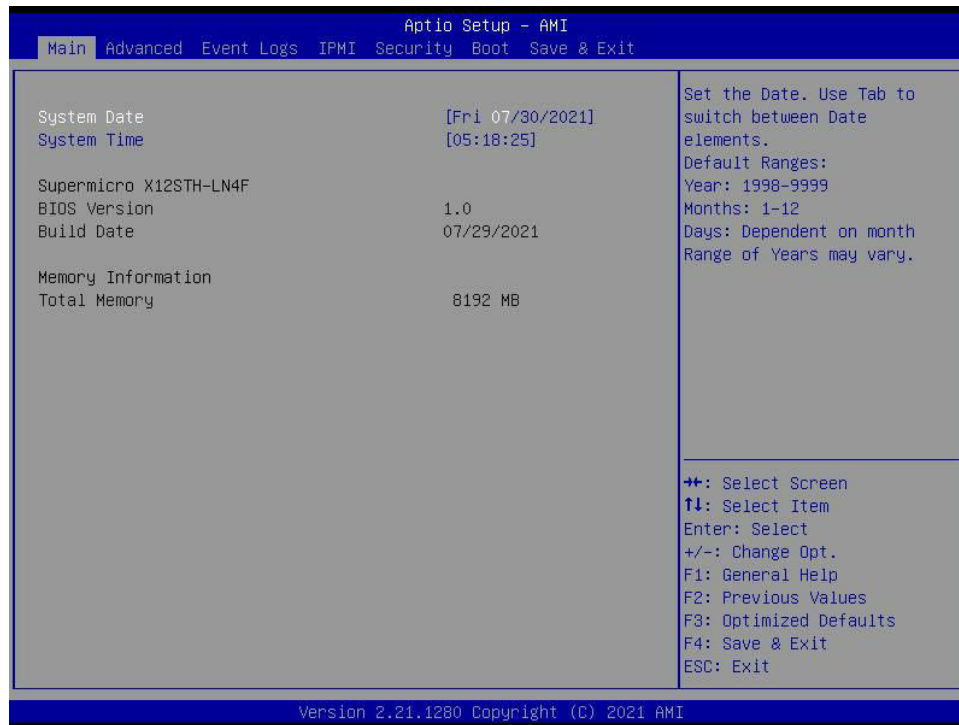 Aptio Setup – AMI
Main Advanced Event Logs IPMI Security Boot Save & Exit
System Date [Fri 07/30/2021]
System Time [05:18:25]
Supermicro X12STH-LN4F
BIOS Version 1.0
Build Date 07/29/2021
Memory Information
Total Memory 8192 MB
Set the Date. Use Tab to
switch between Date
elements.
Default Ranges:
Year: 1998-9999
Months: 1-12
Days: Dependent on month
Range of Years may vary.
→←: Select Screen
↑↓: Select Item
Enter: Select
+/-: Change Opt.
F1: General Help
F2: Previous Values
F3: Optimized Defaults
F4: Save & Exit
ESC: Exit
Version 2.21.1280 Copyright (C) 2021 AMI